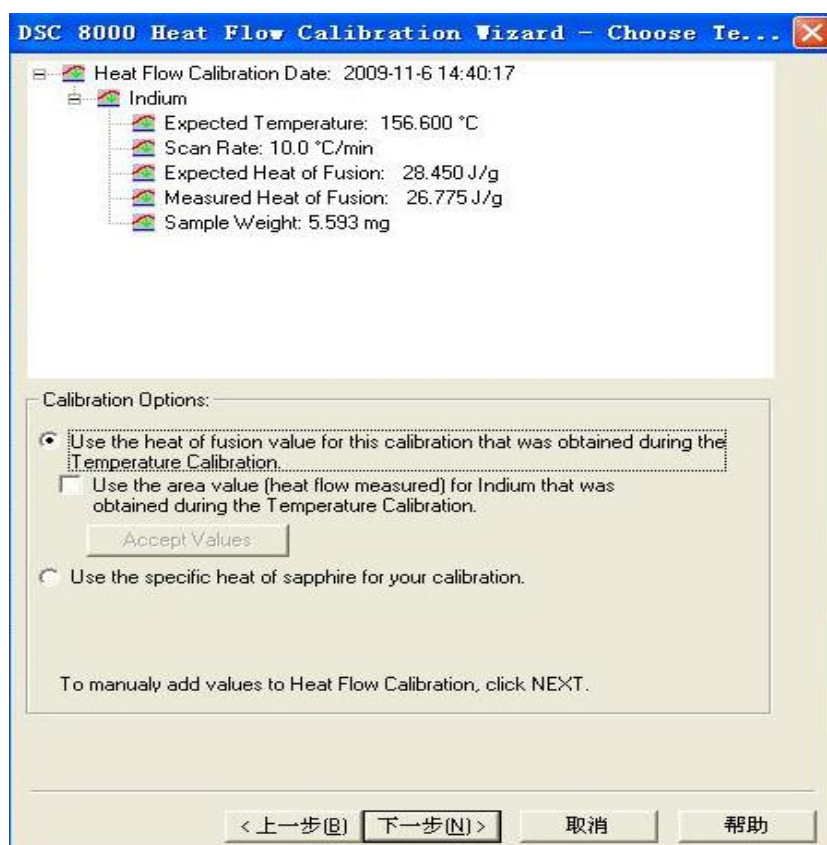 DSC 8000 Heat Flow Calibration Wizard - Choose Te...
Heat Flow Calibration Date: 2009-11-6 14:40:17
Indium
Expected Temperature: 156.600 °C
Scan Rate: 10.0 °C/min
Expected Heat of Fusion: 28.450 J/g
Measured Heat of Fusion: 26.775 J/g
Sample Weight: 5.593 mg
Calibration Options:
Use the heat of fusion value for this calibration that was obtained during the
Temperature Calibration.
Use the area value (heat flow measured) for Indium that was
obtained during the Temperature Calibration.
Accept Values
Use the specific heat of sapphire for your calibration.
To manualy add values to Heat Flow Calibration, click NEXT.
<上一步(B) 下一步(N)> 取消 帮助